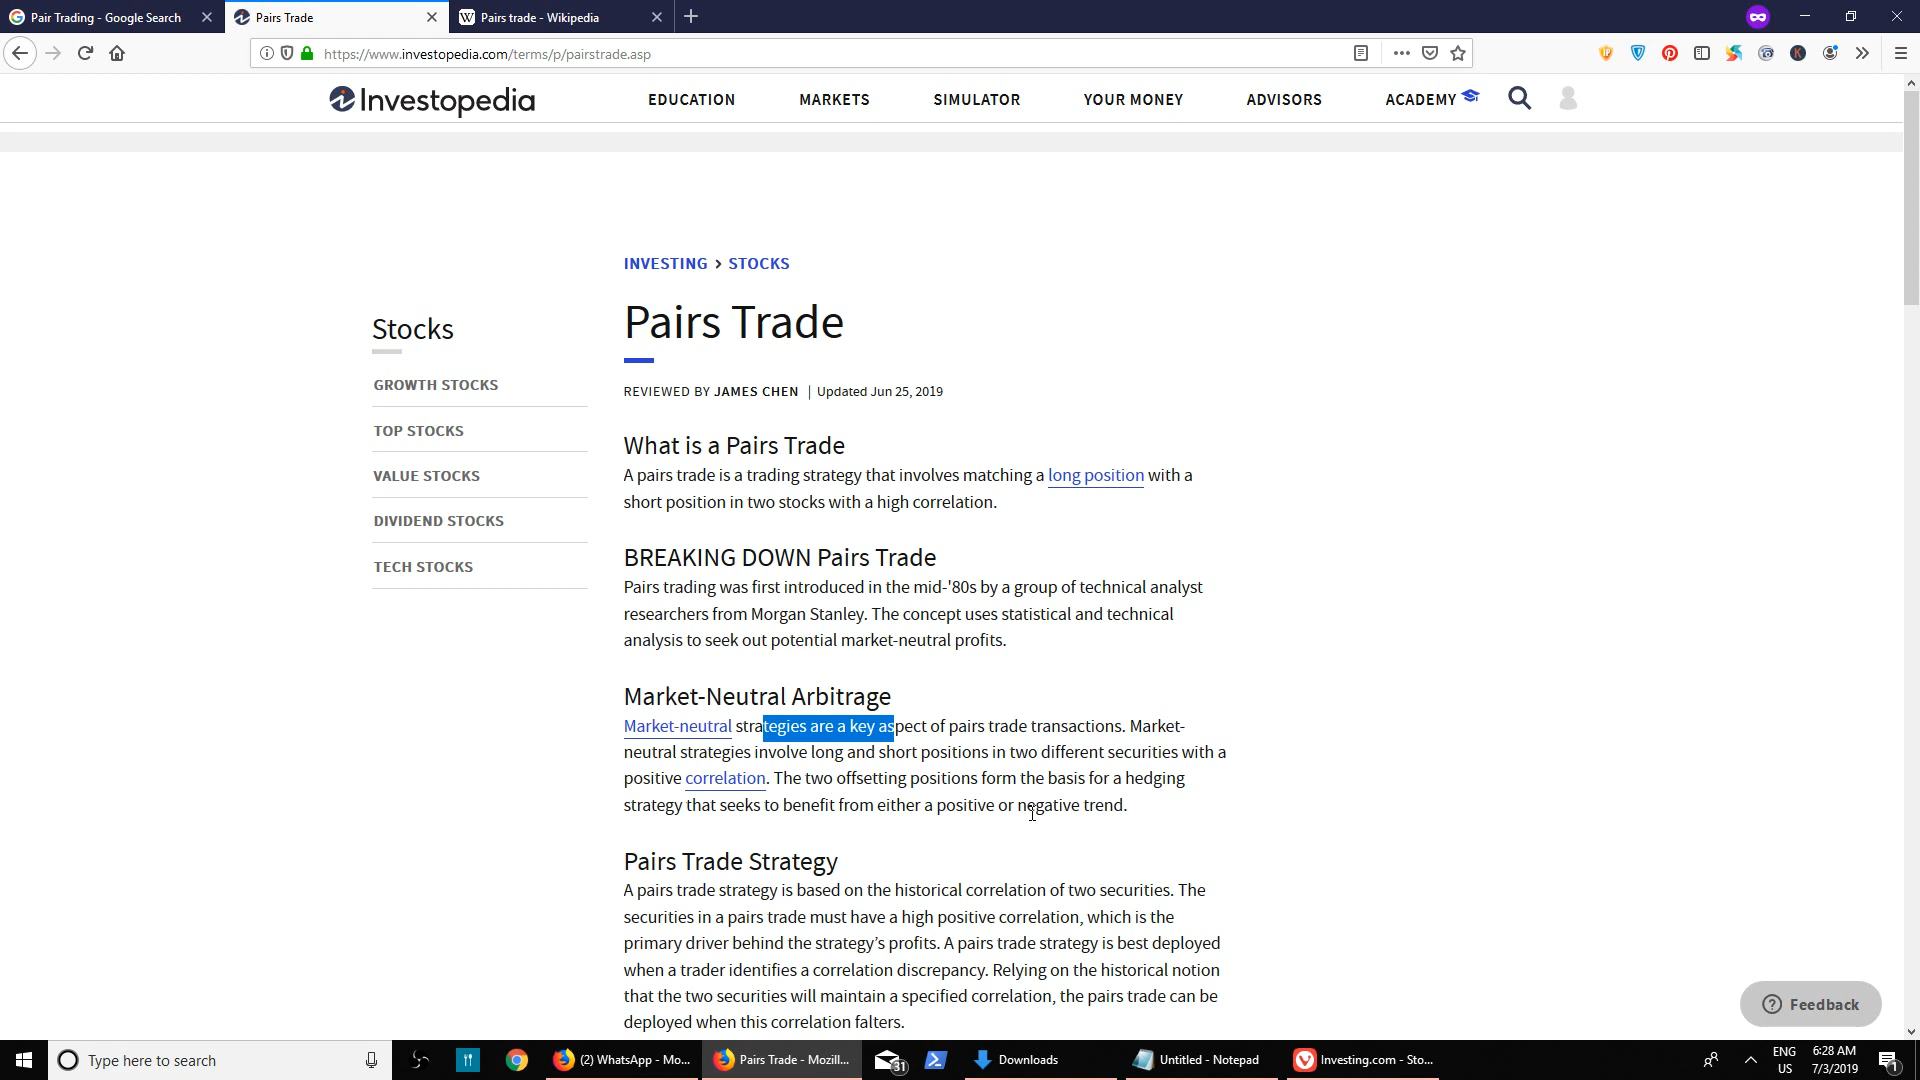 Pair Trading - Google Search
Pairs Trade
Pairs trade - Wikipedia
https://www.investopedia.com/terms/p/pairstrade.asp
Investopedia
EDUCATION
MARKETS
SIMULATOR
YOUR MONEY
ADVISORS
ACADEMY
INVESTING > STOCKS
Stocks
GROWTH STOCKS
TOP STOCKS
VALUE STOCKS
DIVIDEND STOCKS
TECH STOCKS
Pairs Trade
REVIEWED BY JAMES CHEN | Updated Jun 25, 2019
What is a Pairs Trade
A pairs trade is a trading strategy that involves matching a long position with a
short position in two stocks with a high correlation.
BREAKING DOWN Pairs Trade
Pairs trading was first introduced in the mid-'80s by a group of technical analyst
researchers from Morgan Stanley. The concept uses statistical and technical
analysis to seek out potential market-neutral profits.
Market-Neutral Arbitrage
Market-neutral strategies are a key aspect of pairs trade transactions. Market-
neutral strategies involve long and short positions in two different securities with a
positive correlation. The two offsetting positions form the basis for a hedging
strategy that seeks to benefit from either a positive or negative trend.
Pairs Trade Strategy
A pairs trade strategy is based on the historical correlation of two securities. The
securities in a pairs trade must have a high positive correlation, which is the
primary driver behind the strategy’s profits. A pairs trade strategy is best deployed
when a trader identifies a correlation discrepancy. Relying on the historical notion
that the two securities will maintain a specified correlation, the pairs trade can be
deployed when this correlation falters.
Feedback
Type here to search
(2) WhatsApp - Mo...
Pairs Trade - Mozill...
31
Downloads
Untitled - Notepad
Investing.com - Sto...
ENG
US
6:28 AM
7/3/2019
1